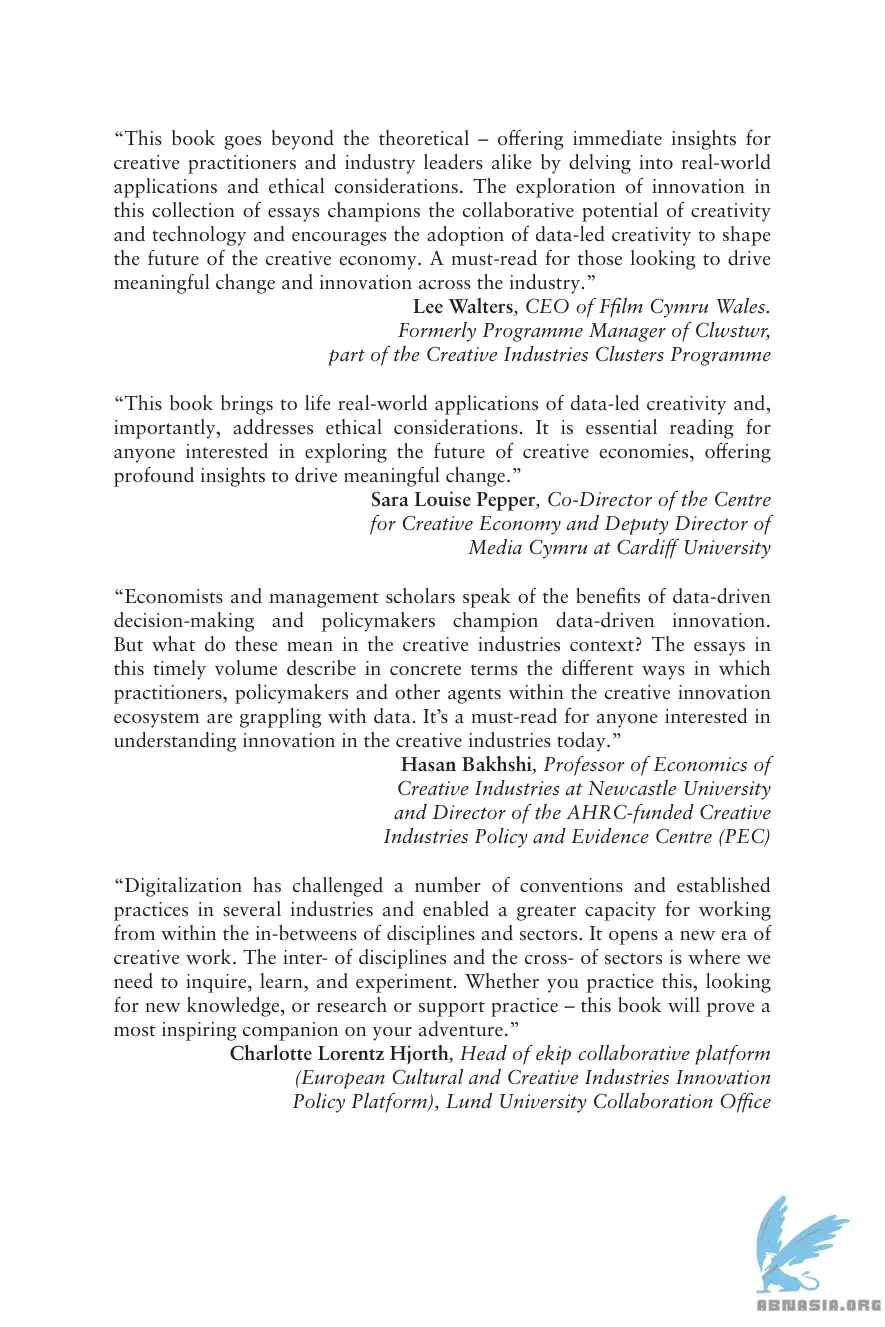 “This book goes beyond the theoretical – offering immediate insights for
creative practitioners and industry leaders alike by delving into real-world
applications and ethical considerations. The exploration of innovation in
this collection of essays champions the collaborative potential of creativity
and technology and encourages the adoption of data-led creativity to shape
the future of the creative economy. A must-read for those looking to drive
meaningful change and innovation across the industry.”
Lee Walters, CEO of Ffilm Cymru Wales.
Formerly Programme Manager of Clwstwr,
part of the Creative Industries Clusters Programme
“This book brings to life real-world applications of data-led creativity and,
importantly, addresses ethical considerations. It is essential reading for
anyone interested in exploring the future of creative economies, offering
profound insights to drive meaningful change.”
Sara Louise Pepper, Co-Director of the Centre
for Creative Economy and Deputy Director of
Media Cymru at Cardiff University
“Economists and management scholars speak of the benefits of data-driven
decision-making and policymakers champion data-driven innovation.
But what do these mean in the creative industries context? The essays in
this timely volume describe in concrete terms the different ways in which
practitioners, policymakers and other agents within the creative innovation
ecosystem are grappling with data. It’s a must-read for anyone interested in
understanding innovation in the creative industries today.”
Hasan Bakhshi, Professor of Economics of
Creative Industries at Newcastle University
and Director of the AHRC-funded Creative
Industries Policy and Evidence Centre (PEC)
“Digitalization has challenged a number of conventions and established
practices in several industries and enabled a greater capacity for working
from within the in-betweens of disciplines and sectors. It opens a new era of
creative work. The inter- of disciplines and the cross- of sectors is where we
need to inquire, learn, and experiment. Whether you practice this, looking
for new knowledge, or research or support practice – this book will prove a
most inspiring companion on your adventure.”
Charlotte Lorentz Hjorth, Head of ekip collaborative platform
(European Cultural and Creative Industries Innovation
Policy Platform), Lund University Collaboration Office
ABNASIA.ORG